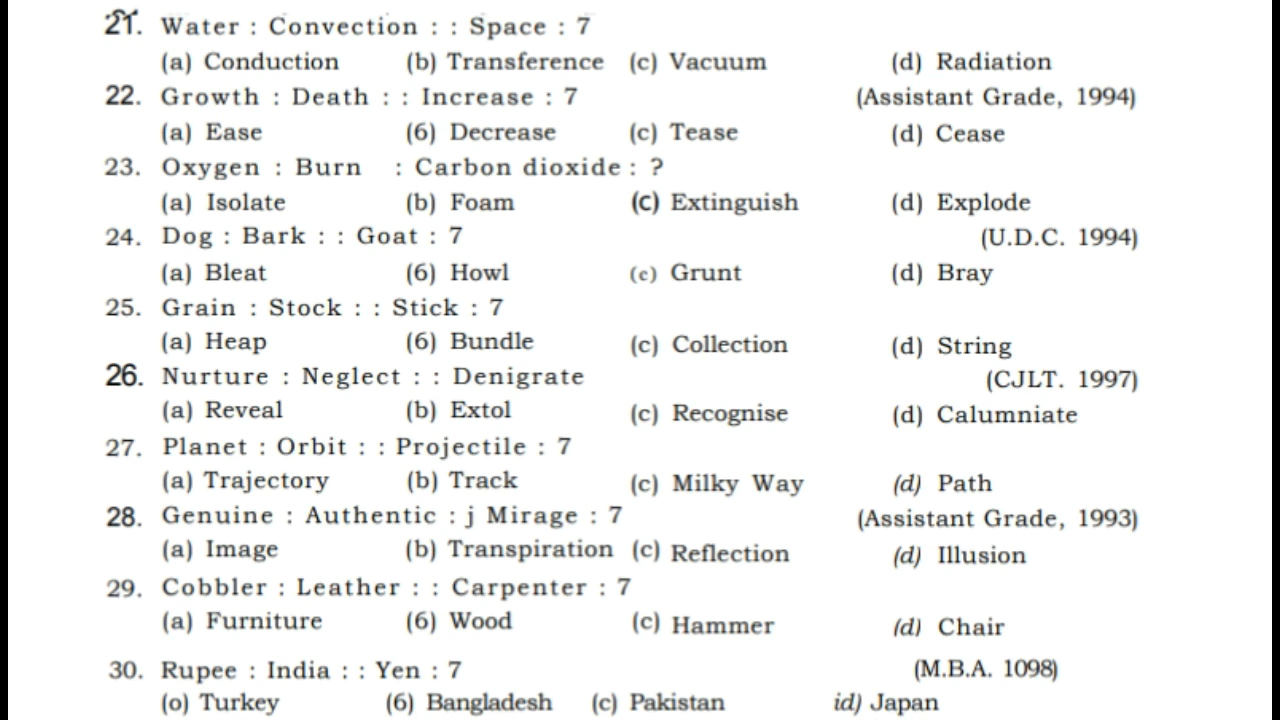 21. Water : Convection : : Space : 7
(a) Conduction (b) Transference (c) Vacuum (d) Radiation
22. Growth : Death : : Increase : 7 (Assistant Grade, 1994)
(a) Ease (6) Decrease (c) Tease (d) Cease
23. Oxygen : Burn : Carbon dioxide : ?
(a) Isolate (b) Foam (c) Extinguish (d) Explode
24. Dog : Bark : : Goat : 7 (U.D.C. 1994)
(a) Bleat (6) Howl (c) Grunt (d) Bray
25. Grain : Stock : : Stick : 7
(a) Heap (6) Bundle (c) Collection (d) String
26. Nurture : Neglect : : Denigrate (CJLT. 1997)
(a) Reveal (b) Extol (c) Recognise (d) Calumniate
27. Planet : Orbit : : Projectile : 7
(a) Trajectory (b) Track (c) Milky Way (d) Path
28. Genuine : Authentic : j Mirage : 7 (Assistant Grade, 1993)
(a) Image (b) Transpiration (c) Reflection (d) Illusion
29. Cobbler : Leather : : Carpenter : 7
(a) Furniture (6) Wood (c) Hammer (d) Chair
30. Rupee : India : : Yen : 7 (M.B.A. 1098)
(o) Turkey (6) Bangladesh (c) Pakistan id) Japan